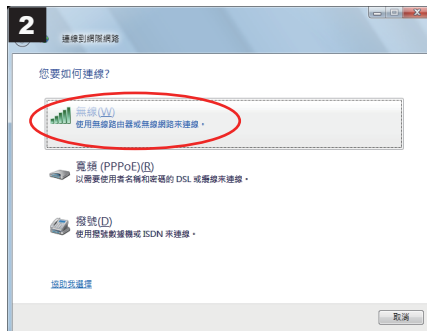 2
連線到網際網路
您要如何連線?
無線(W)
使用無線路由器或無線網路來連線。
寬頻 (PPPoE)(R)
以需要使用者名稱和密碼的 DSL 或纜線來連線。
撥號(D)
使用撥號數據機或 ISDN 來連線。
協助我選擇
取消